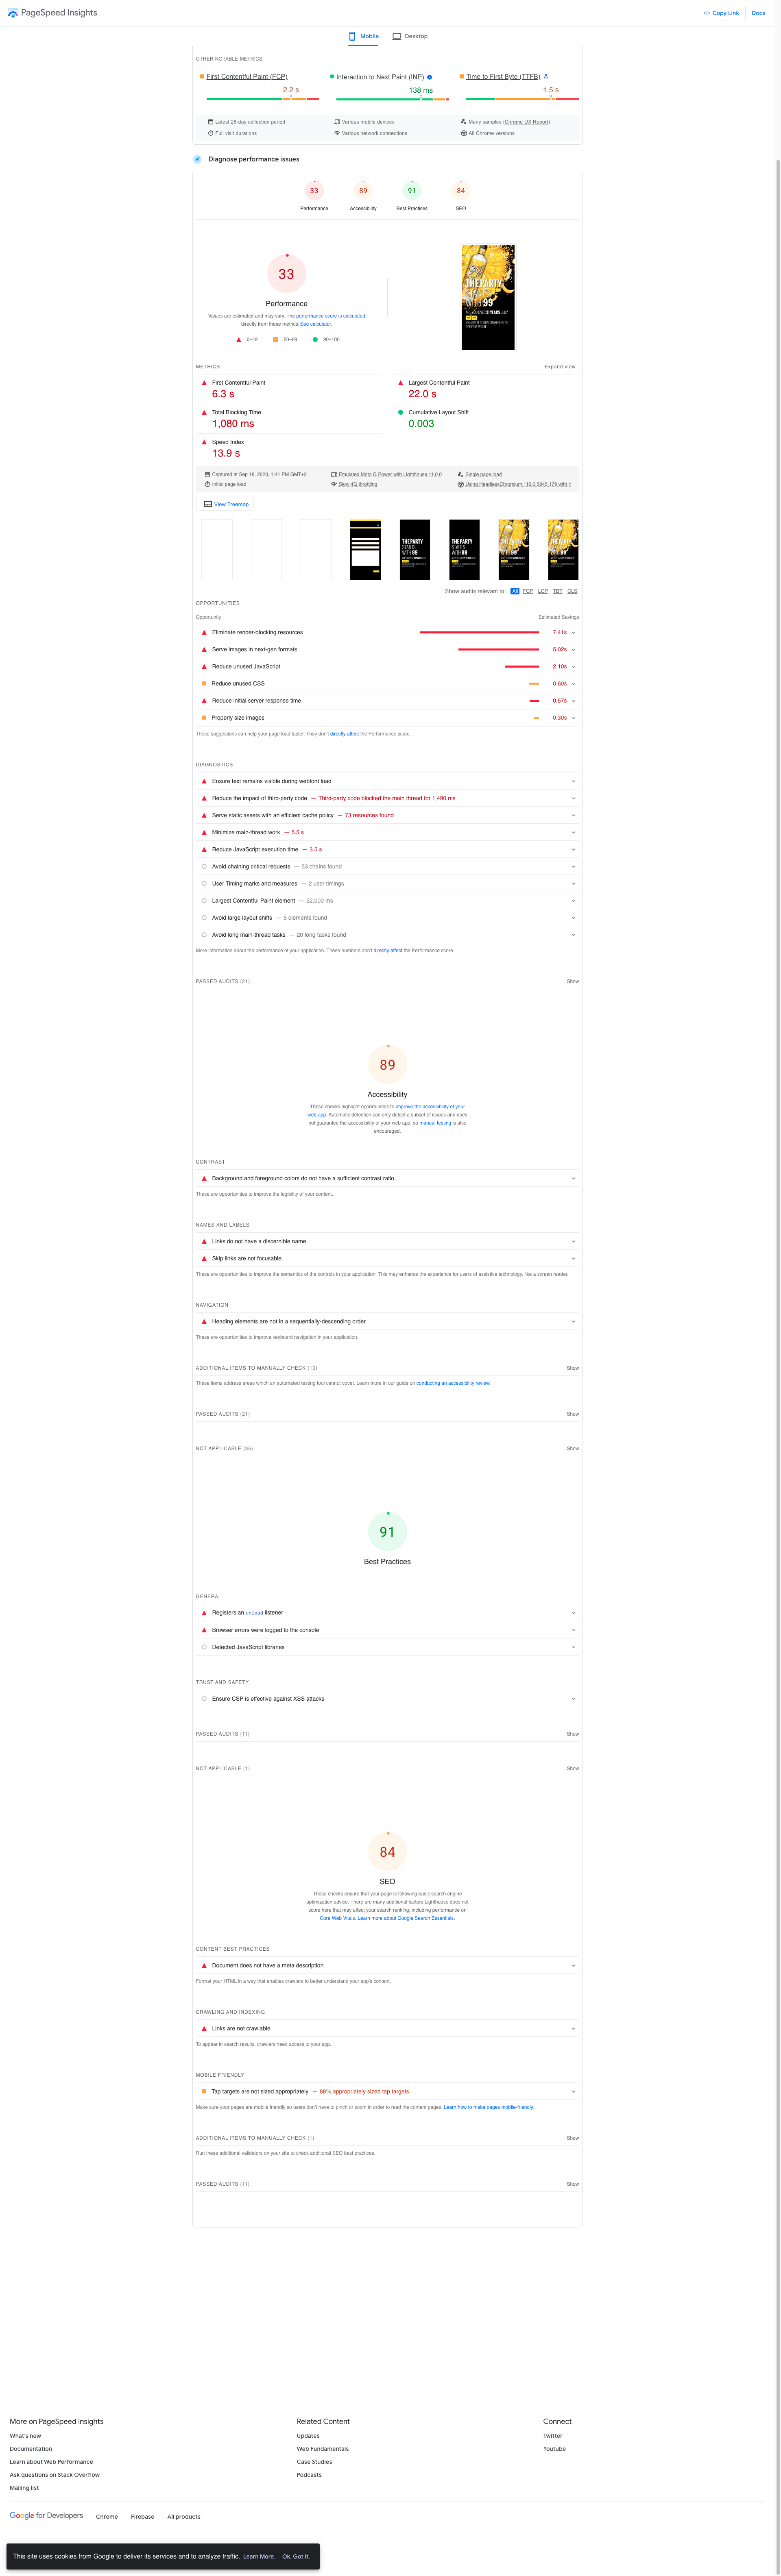 PageSpeed Insights
Copy Link
Docs
Mobile
Desktop
OTHER NOTABLE METRICS
First Contentful Paint (FCP)
2.2 s
Interaction to Next Paint (INP)
138 ms
Time to First Byte (TTFB)
1.5 s
Latest 28-day collection period
Various mobile devices
Many samples (Chrome UX Report)
Full visit durations
Various network connections
All Chrome versions
Diagnose performance issues
33
89
91
84
Performance
Accessibility
Best Practices
SEO
33
Performance
Values are estimated and may vary. The performance score is calculated
directly from these metrics. See calculator.
0–49
50–89
90–100
THE PARTY
STARTS
WITH 99
METRICS
Expand view
First Contentful Paint
6.3 s
Largest Contentful Paint
22.0 s
Total Blocking Time
1,080 ms
Cumulative Layout Shift
0.003
Speed Index
13.9 s
Captured at Sep 18, 2023, 1:41 PM GMT+2
Emulated Moto G Power with Lighthouse 11.0.0
Single page load
Initial page load
Slow 4G throttling
Using HeadlessChromium 116.0.5845.179 with lr
View Treemap
THE PARTY
STARTS
WITH 99
THE PARTY
STARTS
WITH 99
THE PARTY
STARTS
WITH 99
THE PARTY
STARTS
WITH 99
Show audits relevant to:
All
FCP
LCP
TBT
CLS
OPPORTUNITIES
Opportunity
Estimated Savings
Eliminate render-blocking resources
7.41s
Serve images in next-gen formats
5.02s
Reduce unused JavaScript
2.10s
Reduce unused CSS
0.60s
Reduce initial server response time
0.57s
Properly size images
0.30s
These suggestions can help your page load faster. They don't directly affect the Performance score.
DIAGNOSTICS
Ensure text remains visible during webfont load
Reduce the impact of third-party code — Third-party code blocked the main thread for 1,490 ms
Serve static assets with an efficient cache policy — 73 resources found
Minimize main-thread work — 5.5 s
Reduce JavaScript execution time — 3.5 s
Avoid chaining critical requests — 53 chains found
User Timing marks and measures — 2 user timings
Largest Contentful Paint element — 22,000 ms
Avoid large layout shifts — 5 elements found
Avoid long main-thread tasks — 20 long tasks found
More information about the performance of your application. These numbers don't directly affect the Performance score.
PASSED AUDITS (21)
Show
89
Accessibility
These checks highlight opportunities to improve the accessibility of your
web app. Automatic detection can only detect a subset of issues and does
not guarantee the accessibility of your web app, so manual testing is also
encouraged.
CONTRAST
Background and foreground colors do not have a sufficient contrast ratio.
These are opportunities to improve the legibility of your content.
NAMES AND LABELS
Links do not have a discernible name
Skip links are not focusable.
These are opportunities to improve the semantics of the controls in your application. This may enhance the experience for users of assistive technology, like a screen reader.
NAVIGATION
Heading elements are not in a sequentially-descending order
These are opportunities to improve keyboard navigation in your application.
ADDITIONAL ITEMS TO MANUALLY CHECK (10)
Show
These items address areas which an automated testing tool cannot cover. Learn more in our guide on conducting an accessibility review.
PASSED AUDITS (21)
Show
NOT APPLICABLE (35)
Show
91
Best Practices
GENERAL
Registers an unload listener
Browser errors were logged to the console
Detected JavaScript libraries
TRUST AND SAFETY
Ensure CSP is effective against XSS attacks
PASSED AUDITS (11)
Show
NOT APPLICABLE (1)
Show
84
SEO
These checks ensure that your page is following basic search engine
optimization advice. There are many additional factors Lighthouse does not
score here that may affect your search ranking, including performance on
Core Web Vitals. Learn more about Google Search Essentials.
CONTENT BEST PRACTICES
Document does not have a meta description
Format your HTML in a way that enables crawlers to better understand your app's content.
CRAWLING AND INDEXING
Links are not crawlable
To appear in search results, crawlers need access to your app.
MOBILE FRIENDLY
Tap targets are not sized appropriately — 88% appropriately sized tap targets
Make sure your pages are mobile friendly so users don't have to pinch or zoom in order to read the content pages. Learn how to make pages mobile-friendly.
ADDITIONAL ITEMS TO MANUALLY CHECK (1)
Show
Run these additional validators on your site to check additional SEO best practices.
PASSED AUDITS (11)
Show
More on PageSpeed Insights
What's new
Documentation
Learn about Web Performance
Ask questions on Stack Overflow
Mailing list
Related Content
Updates
Web Fundamentals
Case Studies
Podcasts
Connect
Twitter
Youtube
Google for Developers
Chrome
Firebase
All products
This site uses cookies from Google to deliver its services and to analyze traffic.
Learn More.
Ok, Got it.